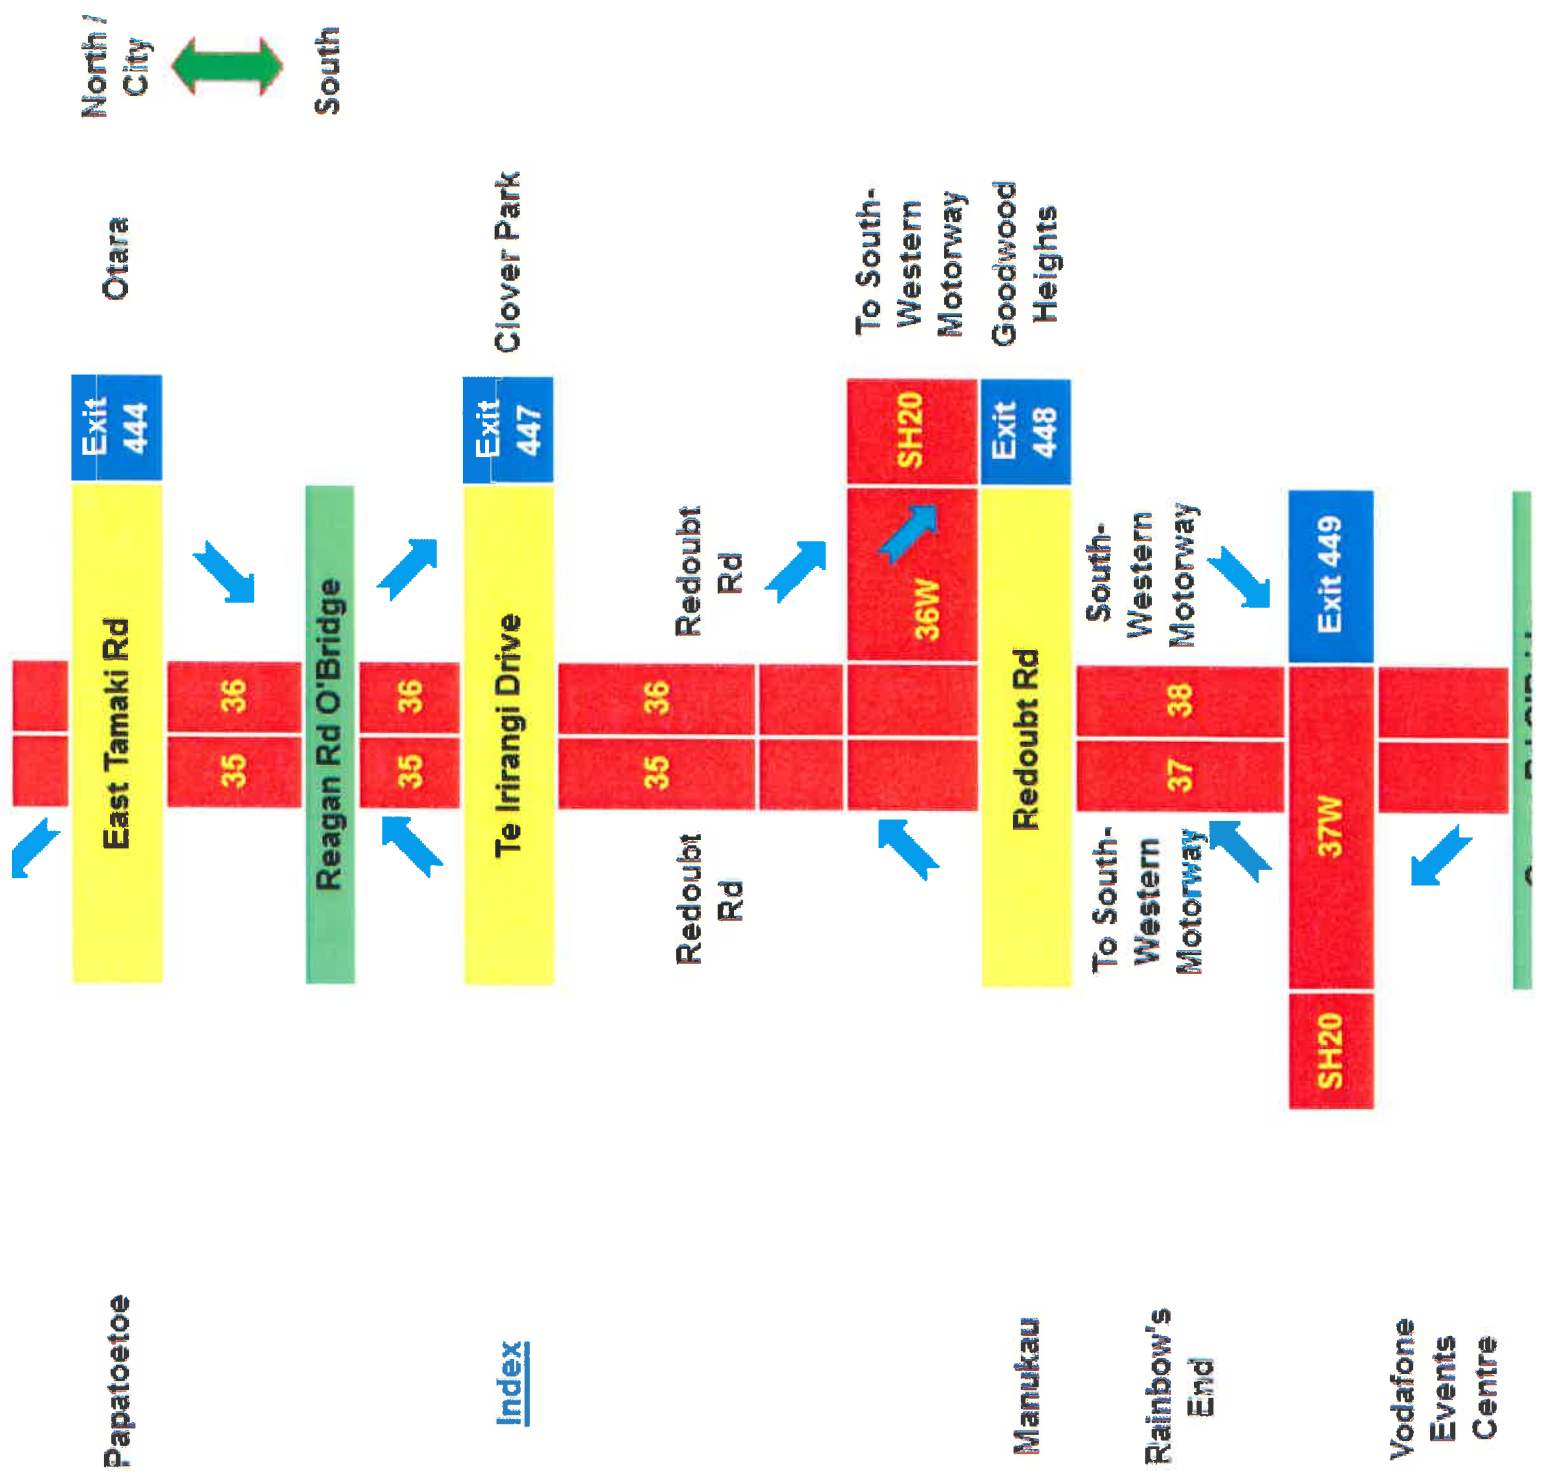 North /
City
South
Otara
Exit
444
East Tamaki Rd
Papatoetoe
36
35
Reagan Rd O'Bridge
36
35
Clover Park
Exit
447
Te Irirangi Drive
Index
Redoubt
Rd
36
35
Redoubt
Rd
To South-
Western
Motorway
SH20
36W
Goodwood
Heights
Exit
448
Redoubt Rd
Manukau
South-
Western
Motorway
38
37
To South-
Western
Motorway
Rainbow's
End
Exit 449
37W
SH20
Vodafone
Events
Centre